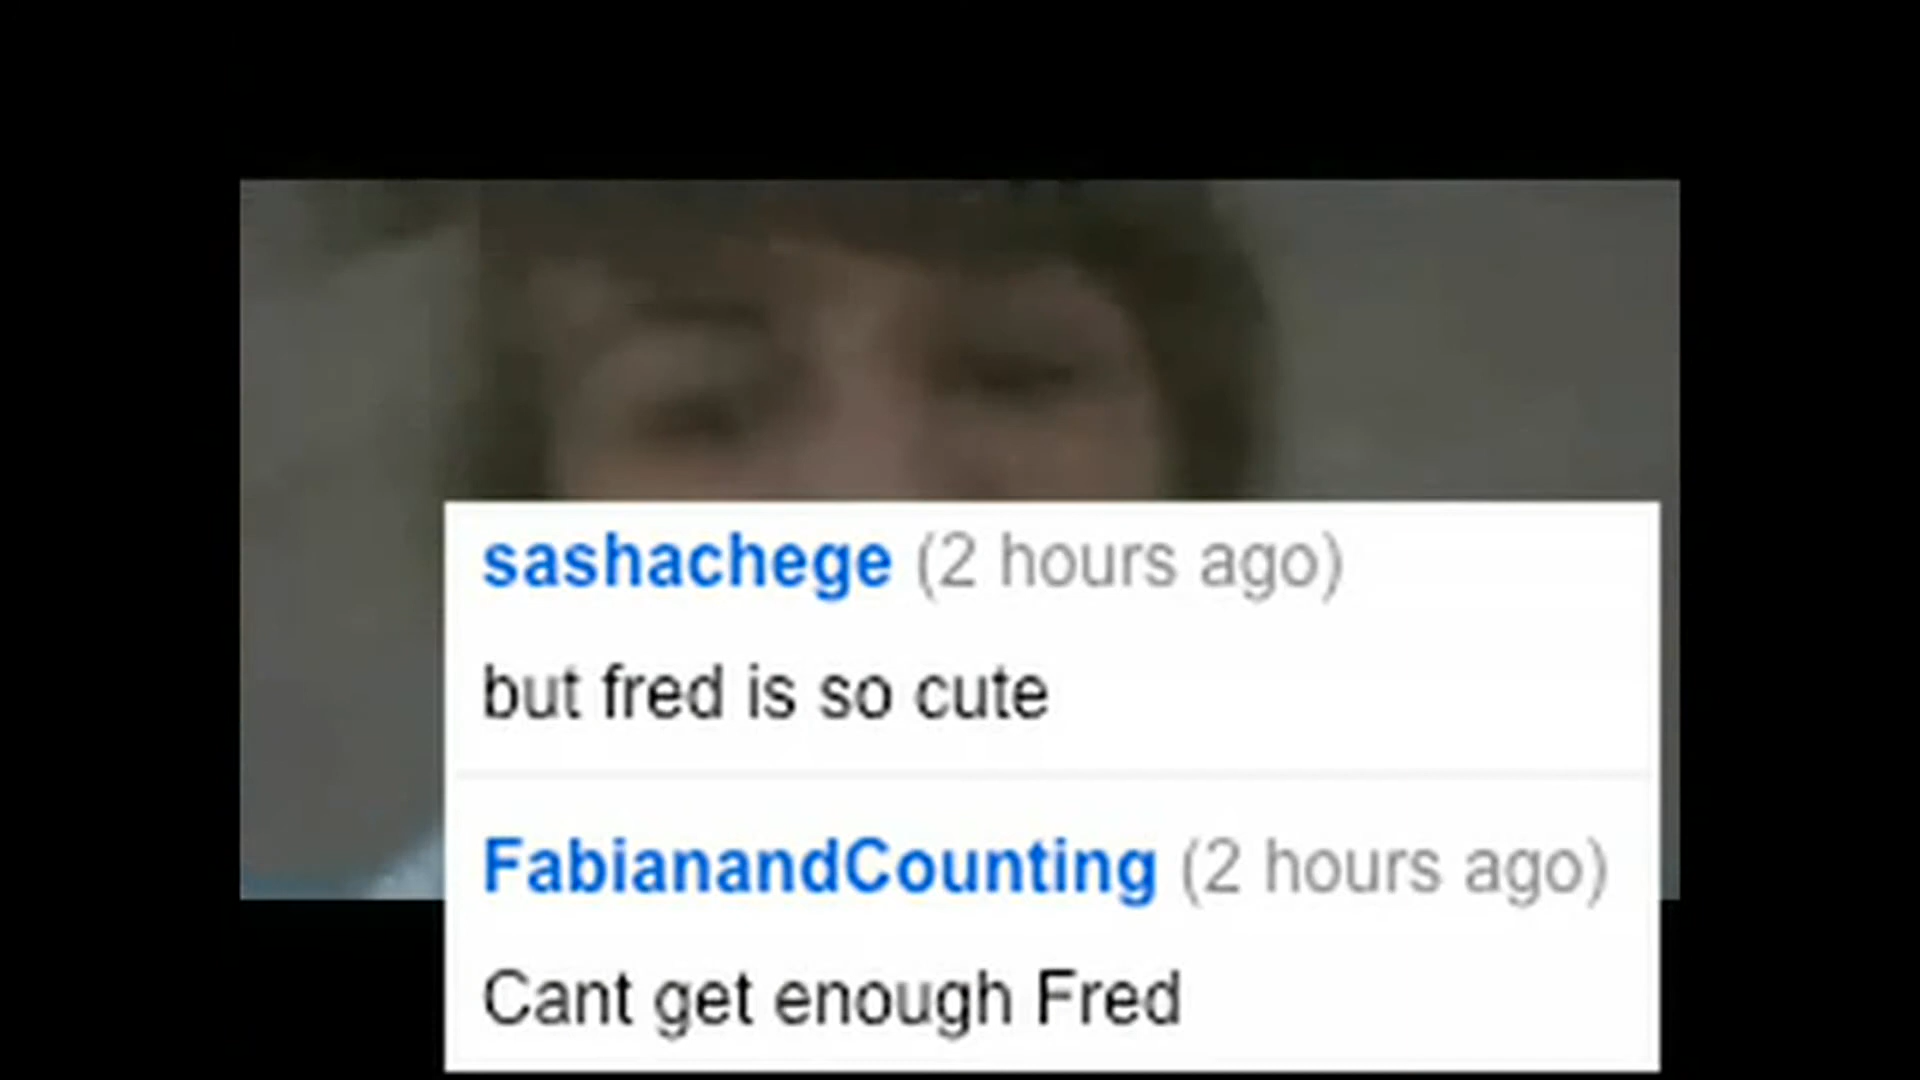 sashachege (2 hours ago)
but fred is so cute
FabianandCounting (2 hours ago)
Cant get enough Fred